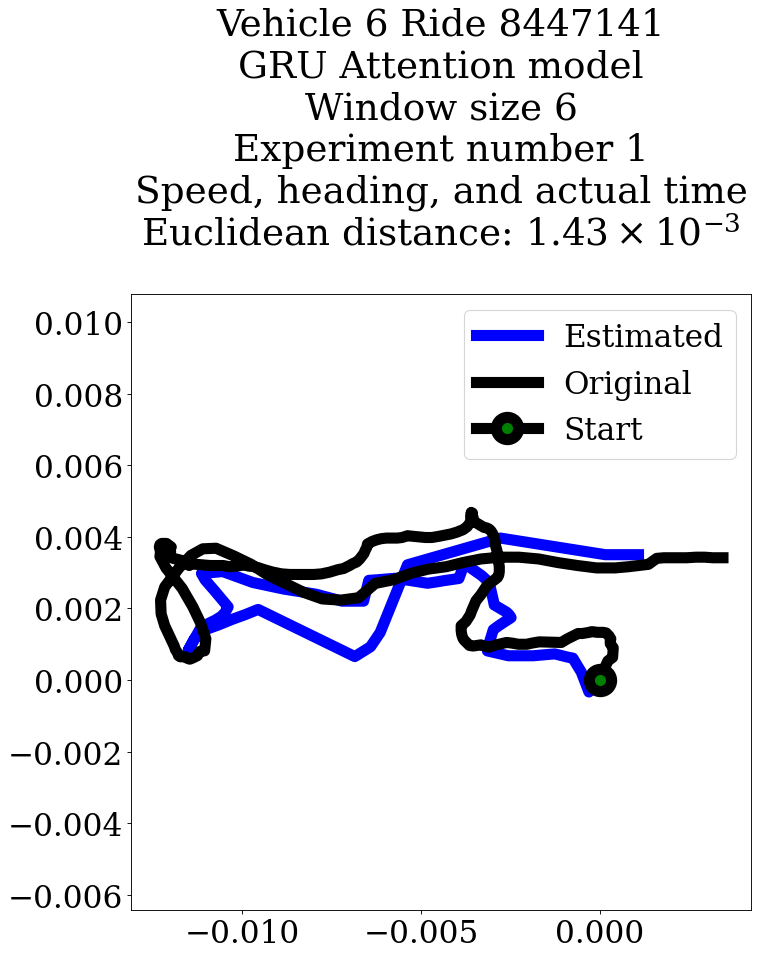 Vehicle 6 Ride 8447141
GRU Attention model
Window size 6
Experiment number 1
Speed, heading, and actual time
Euclidean distance: 1.43 × 10⁻³
Estimated
Original
Start
0.010
0.008
0.006
0.004
0.002
0.000
−0.002
−0.004
−0.006
−0.010
−0.005
0.000